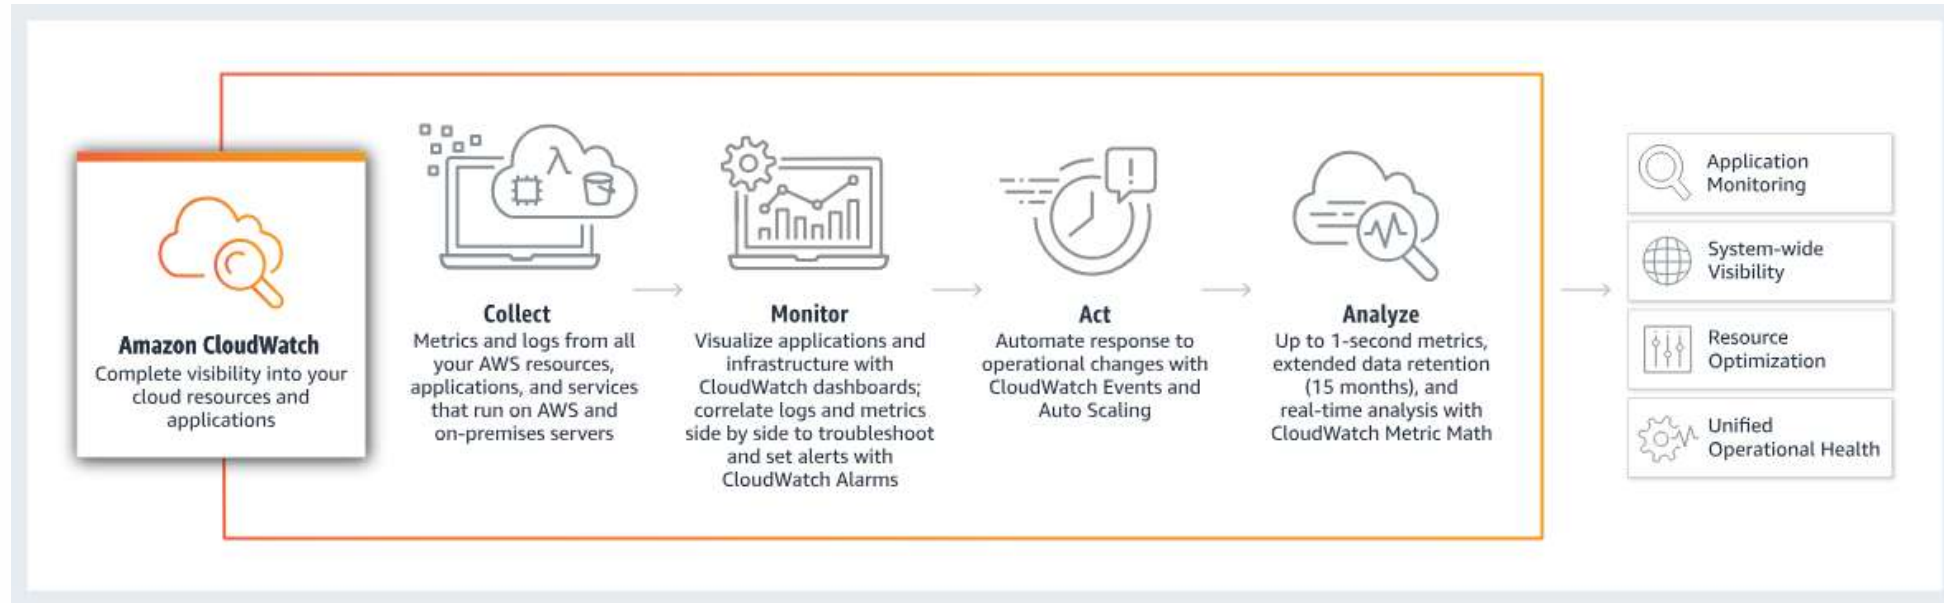 Amazon CloudWatch
Complete visibility into your
cloud resources and
applications
Collect
Metrics and logs from all
your AWS resources,
applications, and services
that run on AWS and
on-premises servers
Monitor
Visualize applications and
infrastructure with
CloudWatch dashboards;
correlate logs and metrics
side by side to troubleshoot
and set alerts with
CloudWatch Alarms
Act
Automate response to
operational changes with
CloudWatch Events and
Auto Scaling
Analyze
Up to 1-second metrics,
extended data retention
(15 months), and
real-time analysis with
CloudWatch Metric Math
Application
Monitoring
System-wide
Visibility
Resource
Optimization
Unified
Operational Health